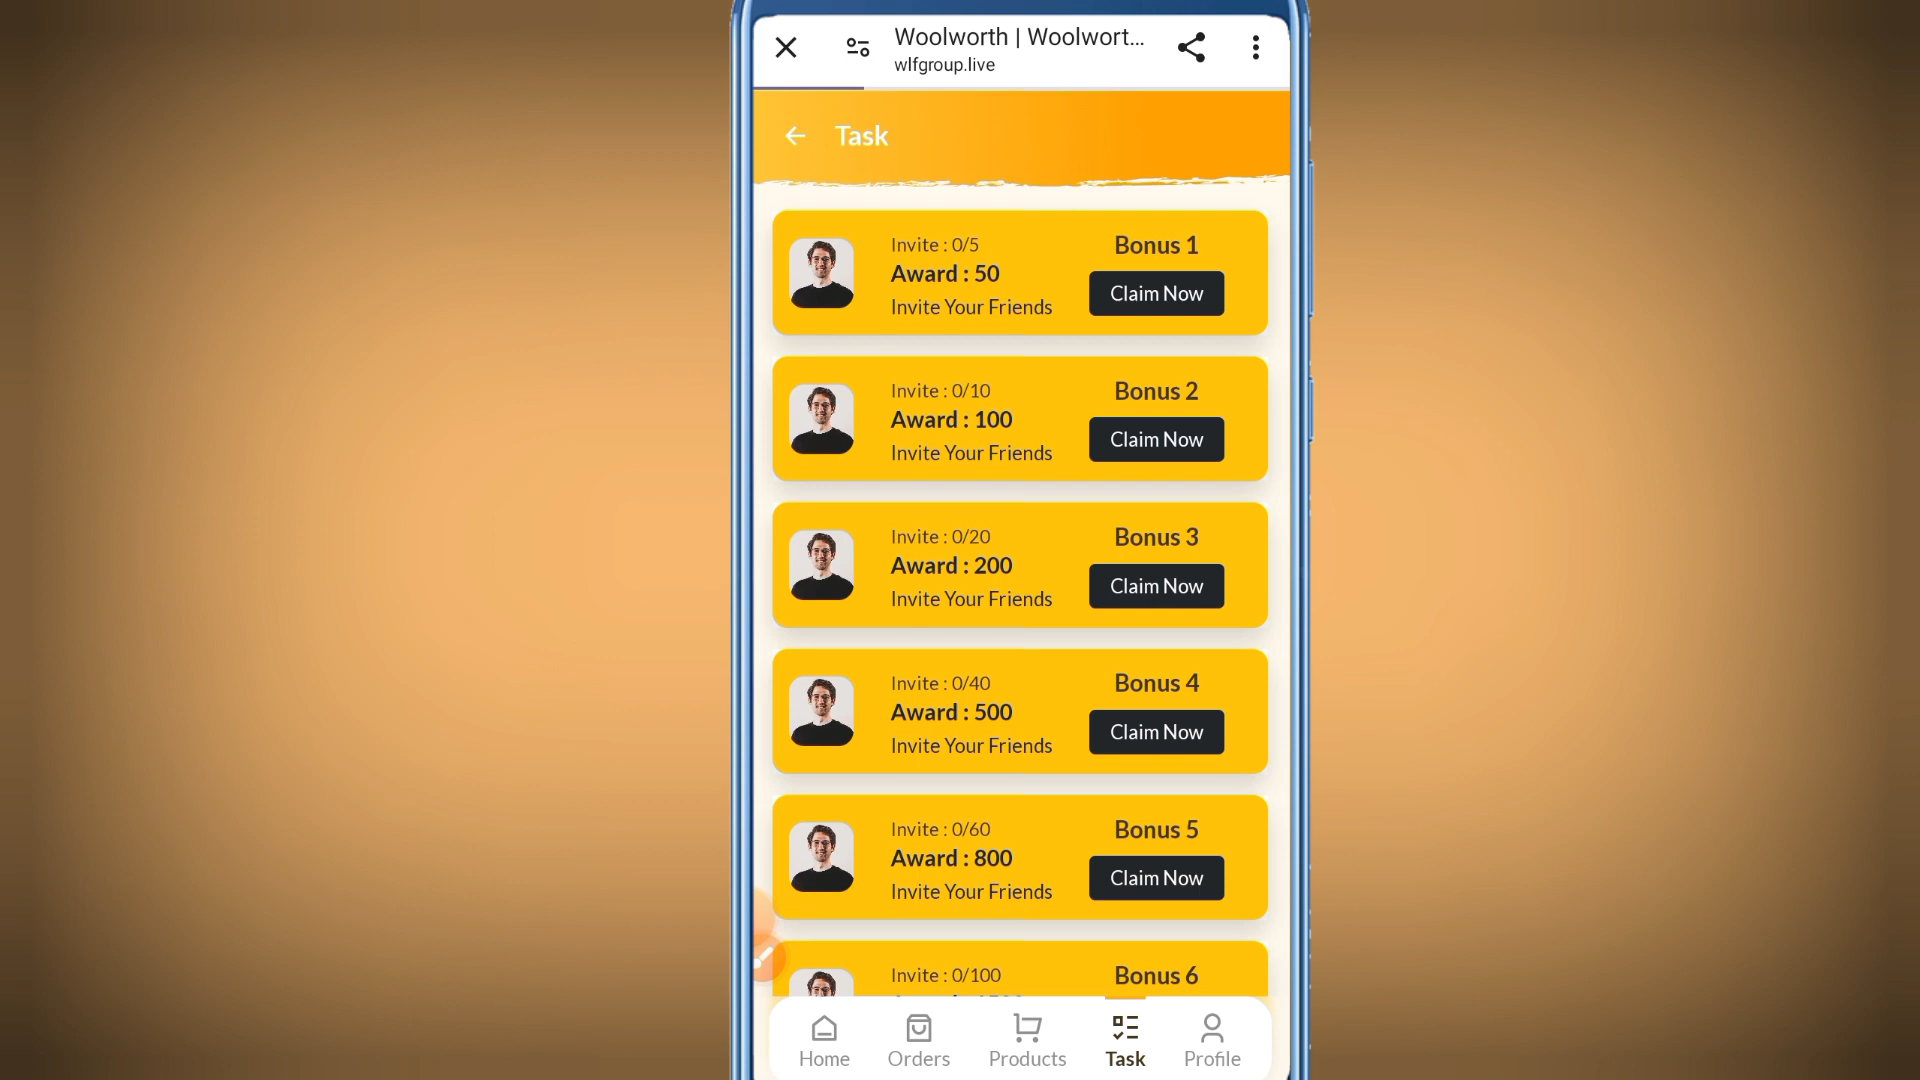 Woolworth | Woolwort...
wlfgroup.live
Task
Invite : 0/5
Award : 50
Invite Your Friends
Bonus 1
Claim Now
Invite : 0/10
Award : 100
Invite Your Friends
Bonus 2
Claim Now
Invite : 0/20
Award : 200
Invite Your Friends
Bonus 3
Claim Now
Invite : 0/40
Award : 500
Invite Your Friends
Bonus 4
Claim Now
Invite : 0/60
Award : 800
Invite Your Friends
Bonus 5
Claim Now
Invite : 0/100
Bonus 6
Home
Orders
Products
Task
Profile